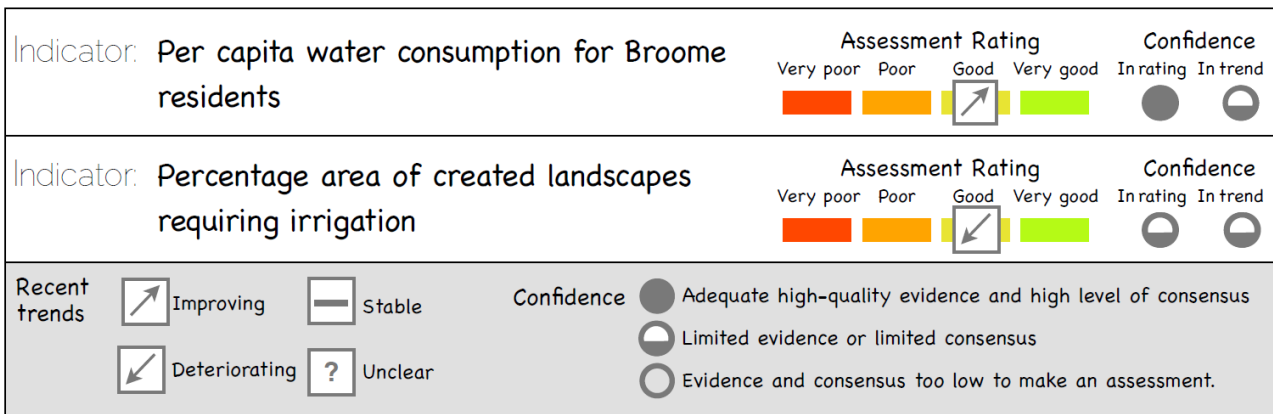 Indicator: Per capita water consumption for Broome
residents
Assessment Rating
Very poor Poor Good Very good
Confidence
In rating In trend
Indicator: Percentage area of created landscapes
requiring irrigation
Assessment Rating
Very poor Poor Good Very good
Confidence
In rating In trend
Recent
trends
Improving
Stable
Deteriorating
? Unclear
Confidence
Adequate high-quality evidence and high level of consensus
Limited evidence or limited consensus
Evidence and consensus too low to make an assessment.